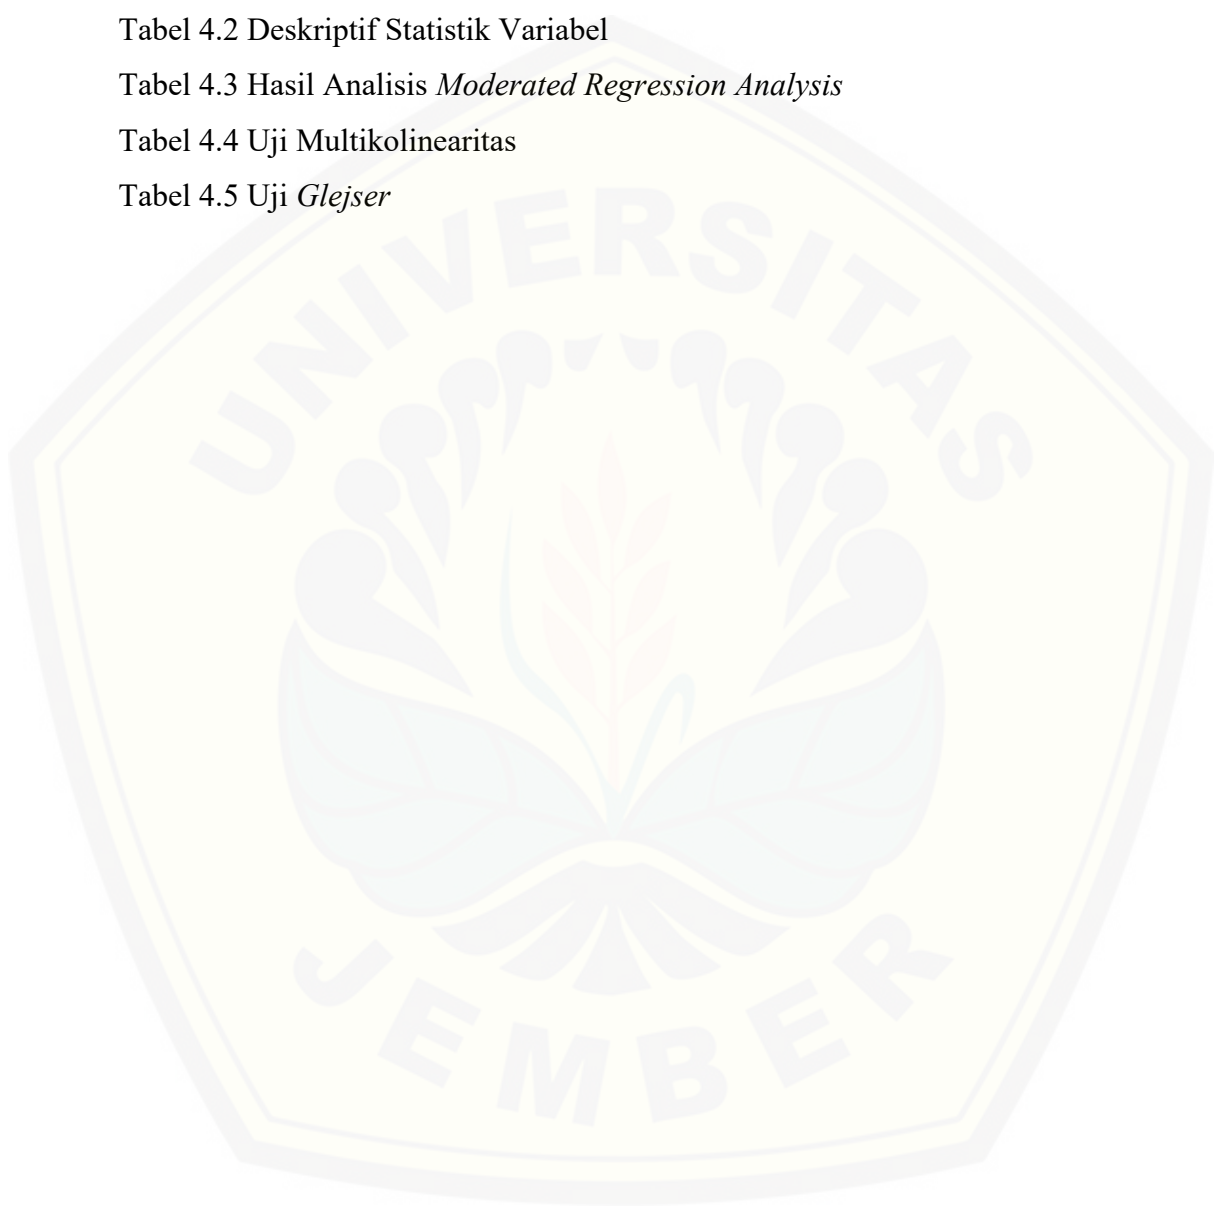 Tabel 4.2 Deskriptif Statistik Variabel
Tabel 4.3 Hasil Analisis Moderated Regression Analysis
Tabel 4.4 Uji Multikolinearitas
Tabel 4.5 Uji Glejser
UNIVERSITAS
JEMBER